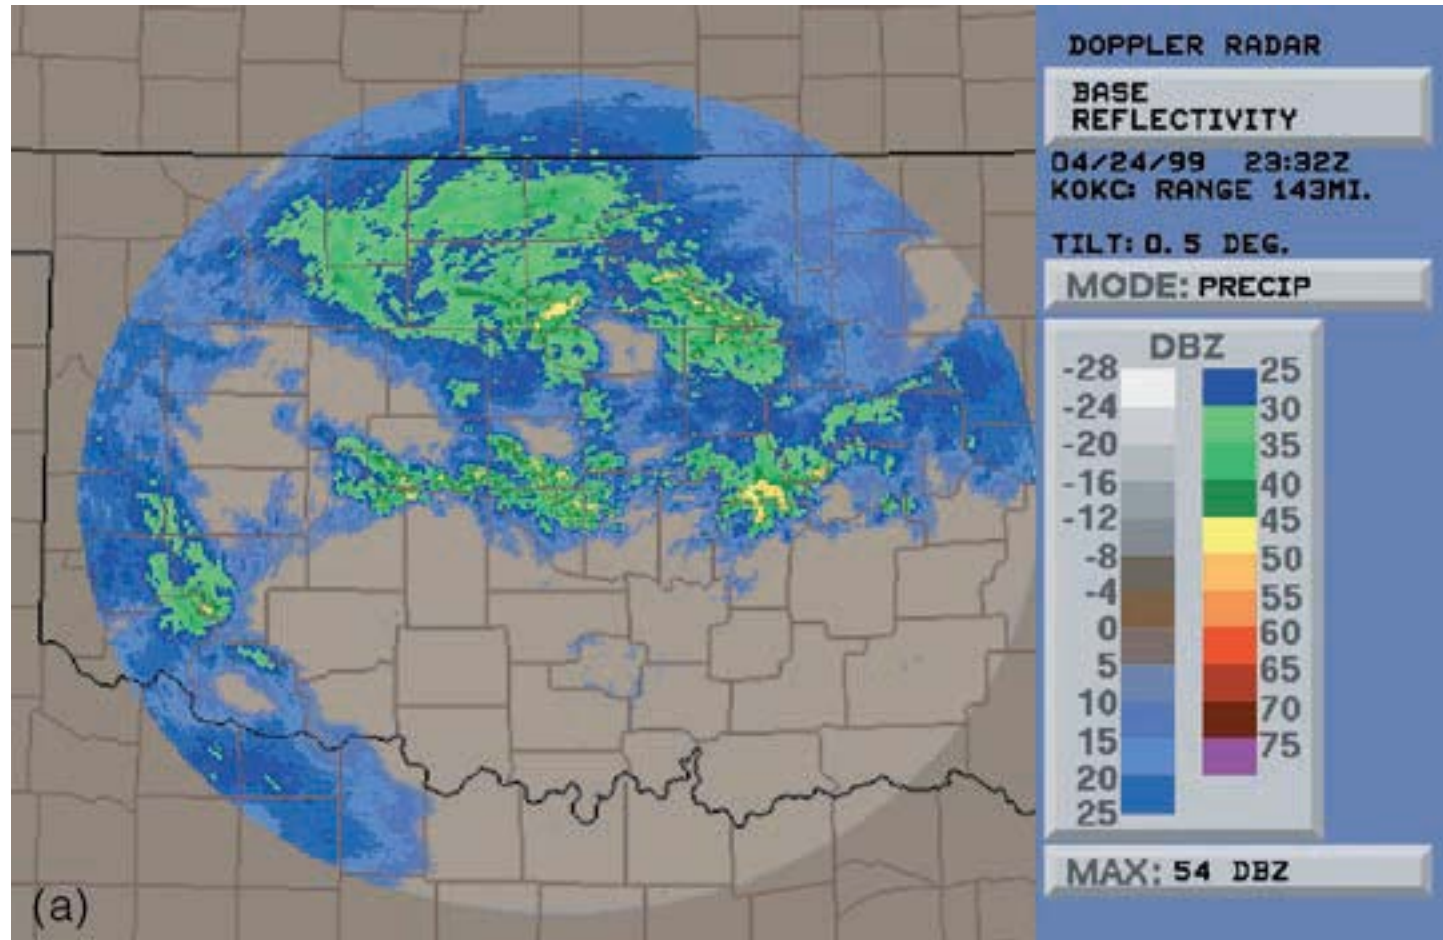 DOPPLER RADAR
BASE
REFLECTIVITY
04/24/99 23:32Z
KOKC: RANGE 143MI.
TILT: 0.5 DEG.
MODE: PRECIP
DBZ
-28 25
-24 30
-20 35
-16 40
-12 45
-8 50
-4 55
0 60
5 65
10 70
15 75
20
25
MAX: 54 DBZ
(a)